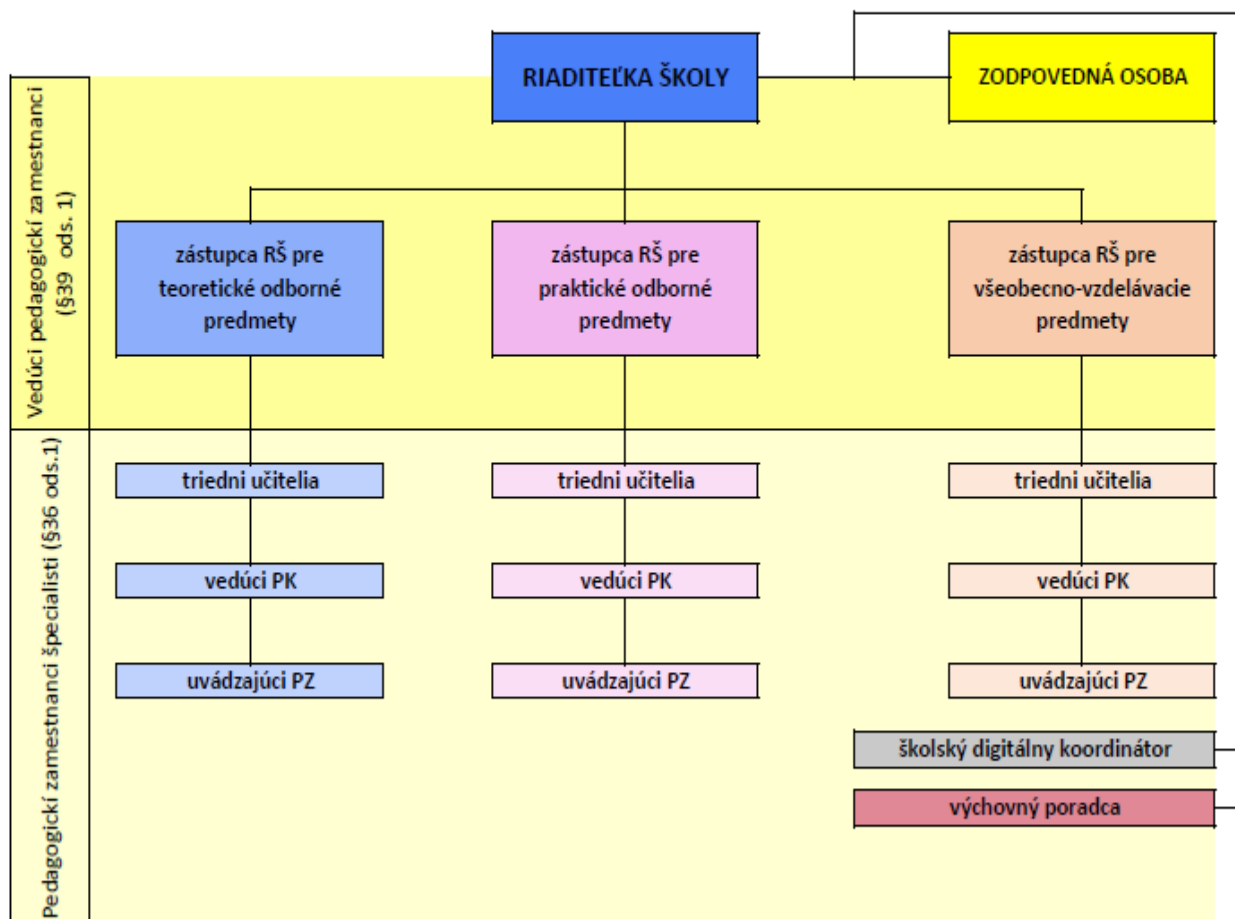 RIADITEĽKA ŠKOLY
ZODPOVEDNÁ OSOBA
Vedúci pedagogickí zamestnanci
(§39 ods. 1)
zástupca RŠ pre
teoretické odborné
predmety
zástupca RŠ pre
praktické odborné
predmety
zástupca RŠ pre
všeobecno-vzdelávacie
predmety
Pedagogickí zamestnanci špecialisti (§36 ods.1)
triedni učitelia
triedni učitelia
triedni učitelia
vedúci PK
vedúci PK
vedúci PK
uvádzajúci PZ
uvádzajúci PZ
uvádzajúci PZ
školský digitálny koordinátor
výchovný poradca